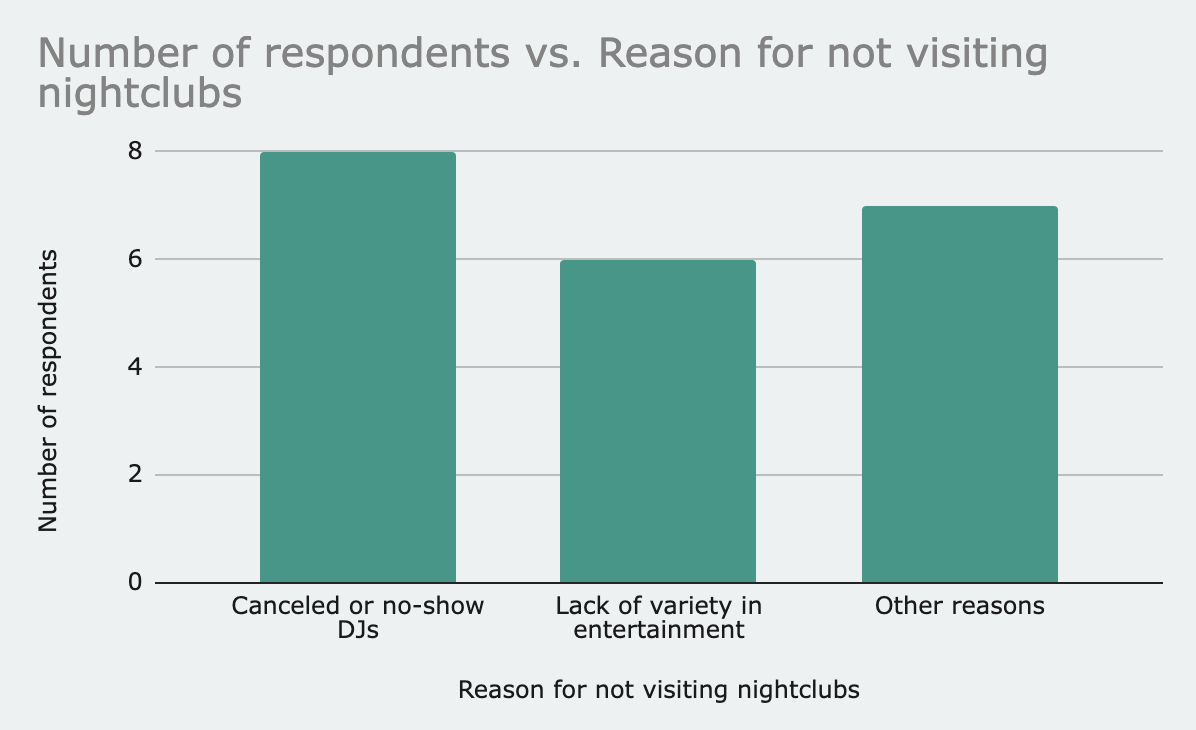 Number of respondents vs. Reason for not visiting
nightclubs
Number of respondents
8
6
4
2
0
Canceled or no-show
DJs
Lack of variety in
entertainment
Other reasons
Reason for not visiting nightclubs